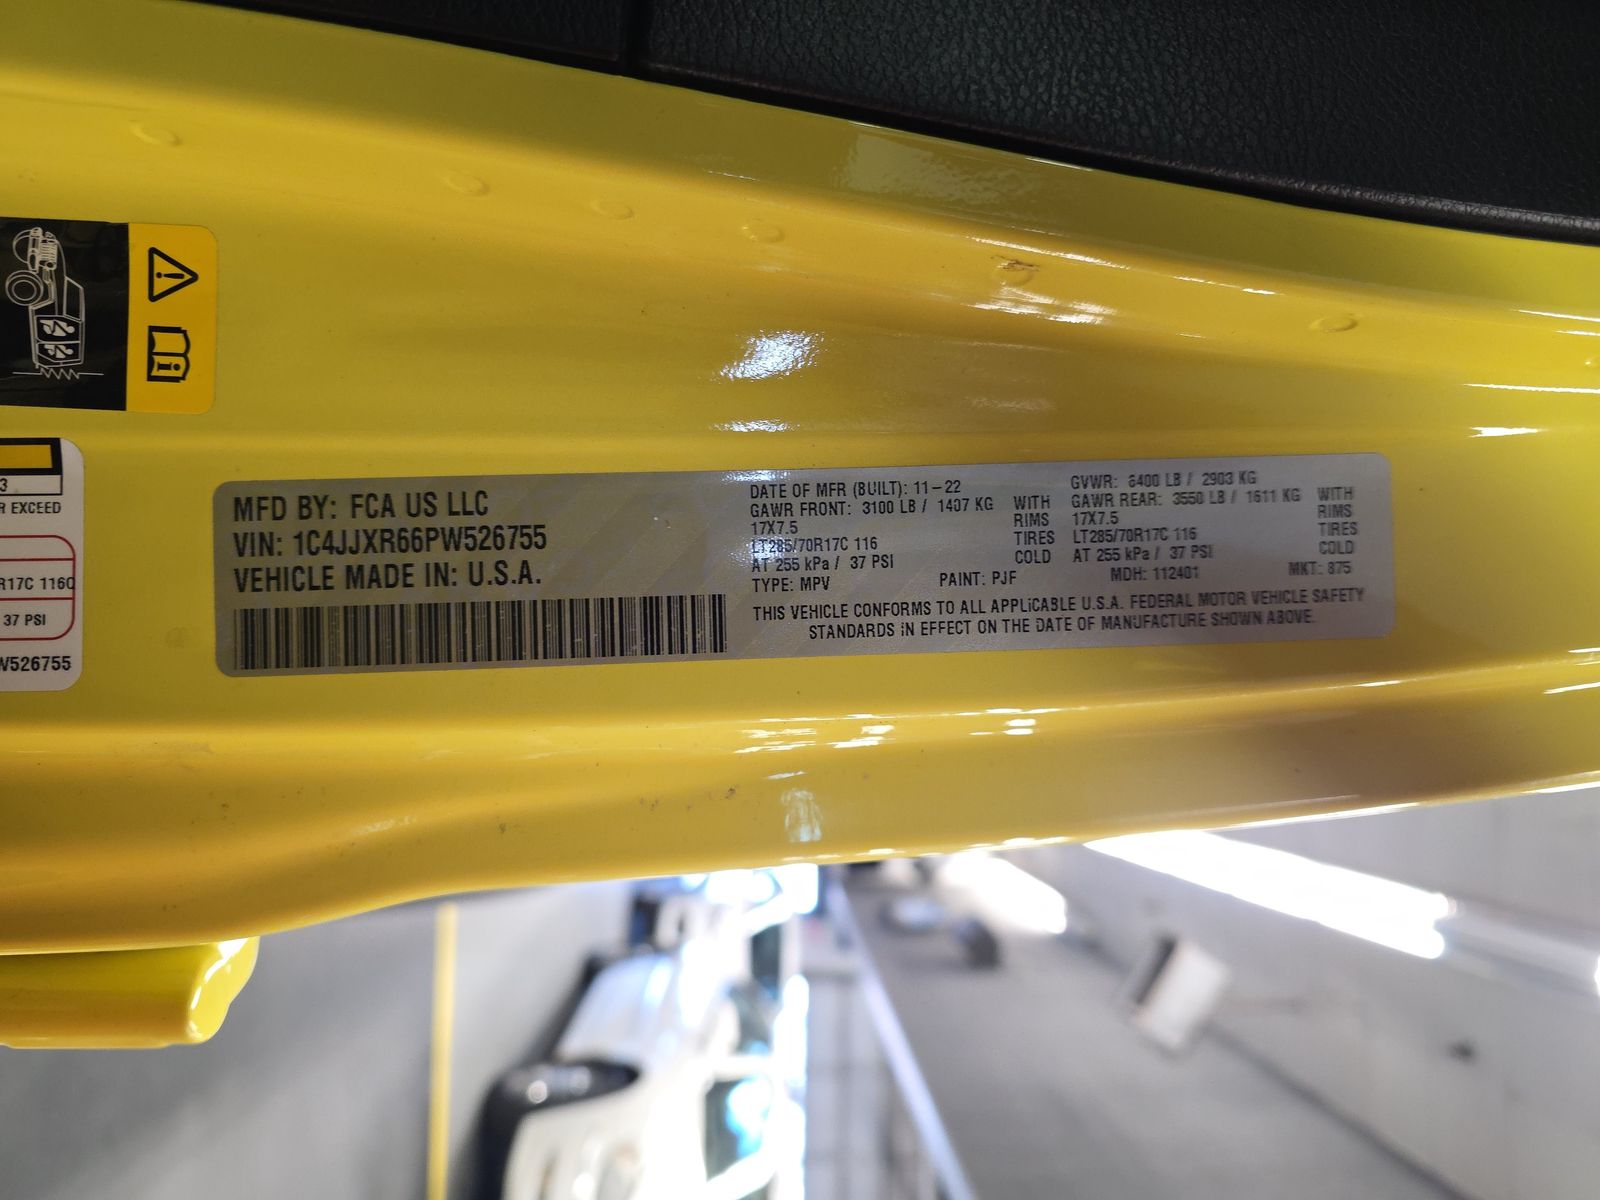 MFD BY: FCA US LLC
VIN: 1C4JJXR66PW526755
VEHICLE MADE IN: U.S.A.
DATE OF MFR (BUILT): 11-22
GAWR FRONT: 3100 LB / 1407 KG WITH
17X7.5 RIMS
LT285/70R17C 116 TIRES
AT 255 kPa / 37 PSI COLD
TYPE: MPV
PAINT: PJF
GVWR: 6400 LB / 2903 KG
GAWR REAR: 3550 LB / 1611 KG WITH
17X7.5 RIMS
LT285/70R17C 116 TIRES
AT 255 kPa / 37 PSI COLD
MDH: 112401
MKT: 875
THIS VEHICLE CONFORMS TO ALL APPLiCABLE U.S.A. FEDERAL MOTOR VEHICLE SAFETY
STANDARDS iN EFFECT ON THE DATE OF MANUFACTURE SHOWN ABOVE.
3
R EXCEED
R17C 116Q
37 PSI
W526755